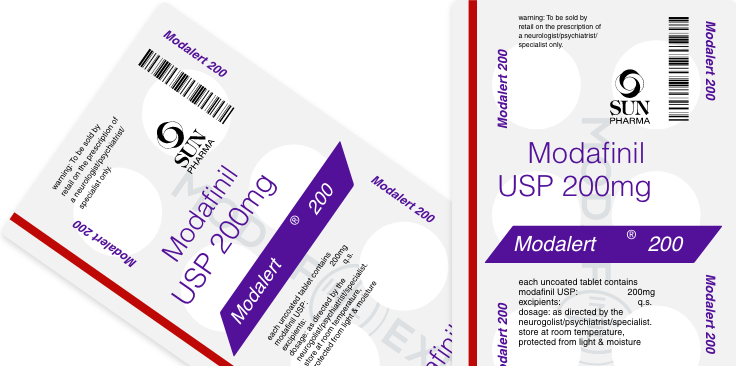 Modalert 200
warning: To be sold by
retail on the prescription of
a neurologist/psychiatrist/
specialist only.
SUN
PHARMA
Modalert 200
Modafinil
USP 200mg
Modalert ® 200
Modalert 200
each uncoated tablet contains
modafinil USP: 200mg
excipients: q.s.
dosage: as directed by the
neurogolist/psychiatrist/specialist.
store at room temperature,
protected from light & moisture
warning: To be sold by
retail on the prescription of
a neurologist/psychiatrist/
specialist only.
Modalert 200
Modalert 200
SUN
PHARMA
Modafinil
USP 200mg
Modalert ® 200
each uncoated tablet contains
modafinil USP: 200mg
excipients: q.s.
dosage: as directed by the
neurogolist/psychiatrist/specialist.
store at room temperature,
protected from light & moisture
Modalert 200
Modalert 200